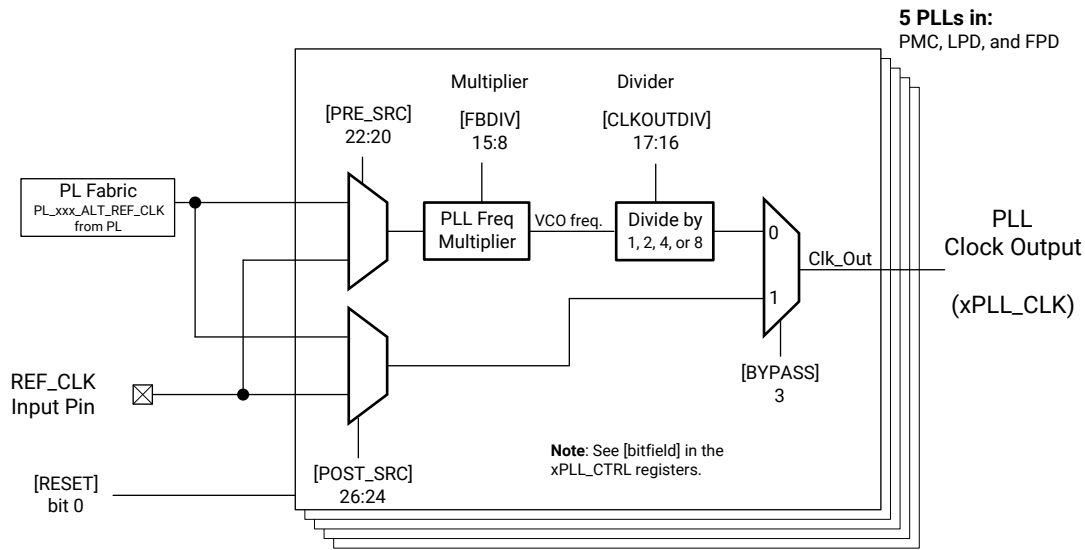 5 PLLs in:
PMC, LPD, and FPD
Multiplier
Divider
[PRE_SRC]
22:20
[FBDIV]
15:8
[CLKOUTDIV]
17:16
PL Fabric
PL_xxx_ALT_REF_CLK
from PL
PLL Freq
Multiplier
VCO freq.
Divide by
1, 2, 4, or 8
0
1
Clk_Out
PLL
Clock Output
(xPLL_CLK)
[BYPASS]
3
REF_CLK
Input Pin
Note: See [bitfield] in the
xPLL_CTRL registers.
[POST_SRC]
26:24
[RESET]
bit 0